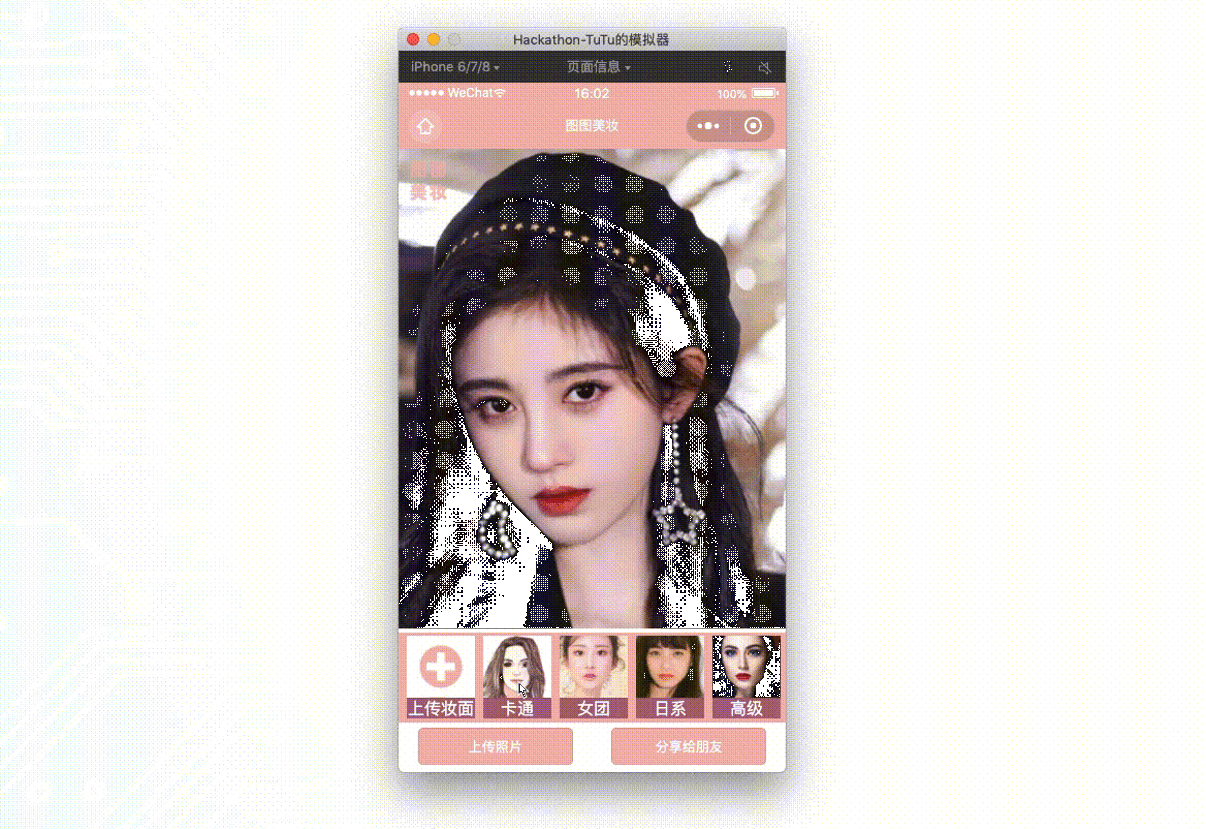 Hackathon-TuTu的模拟器
iPhone 6/7/8
页面信息
WeChat
16:02
100%
图图美妆
美妆
上传妆面
卡通
女团
日系
高级
上传照片
分享给朋友